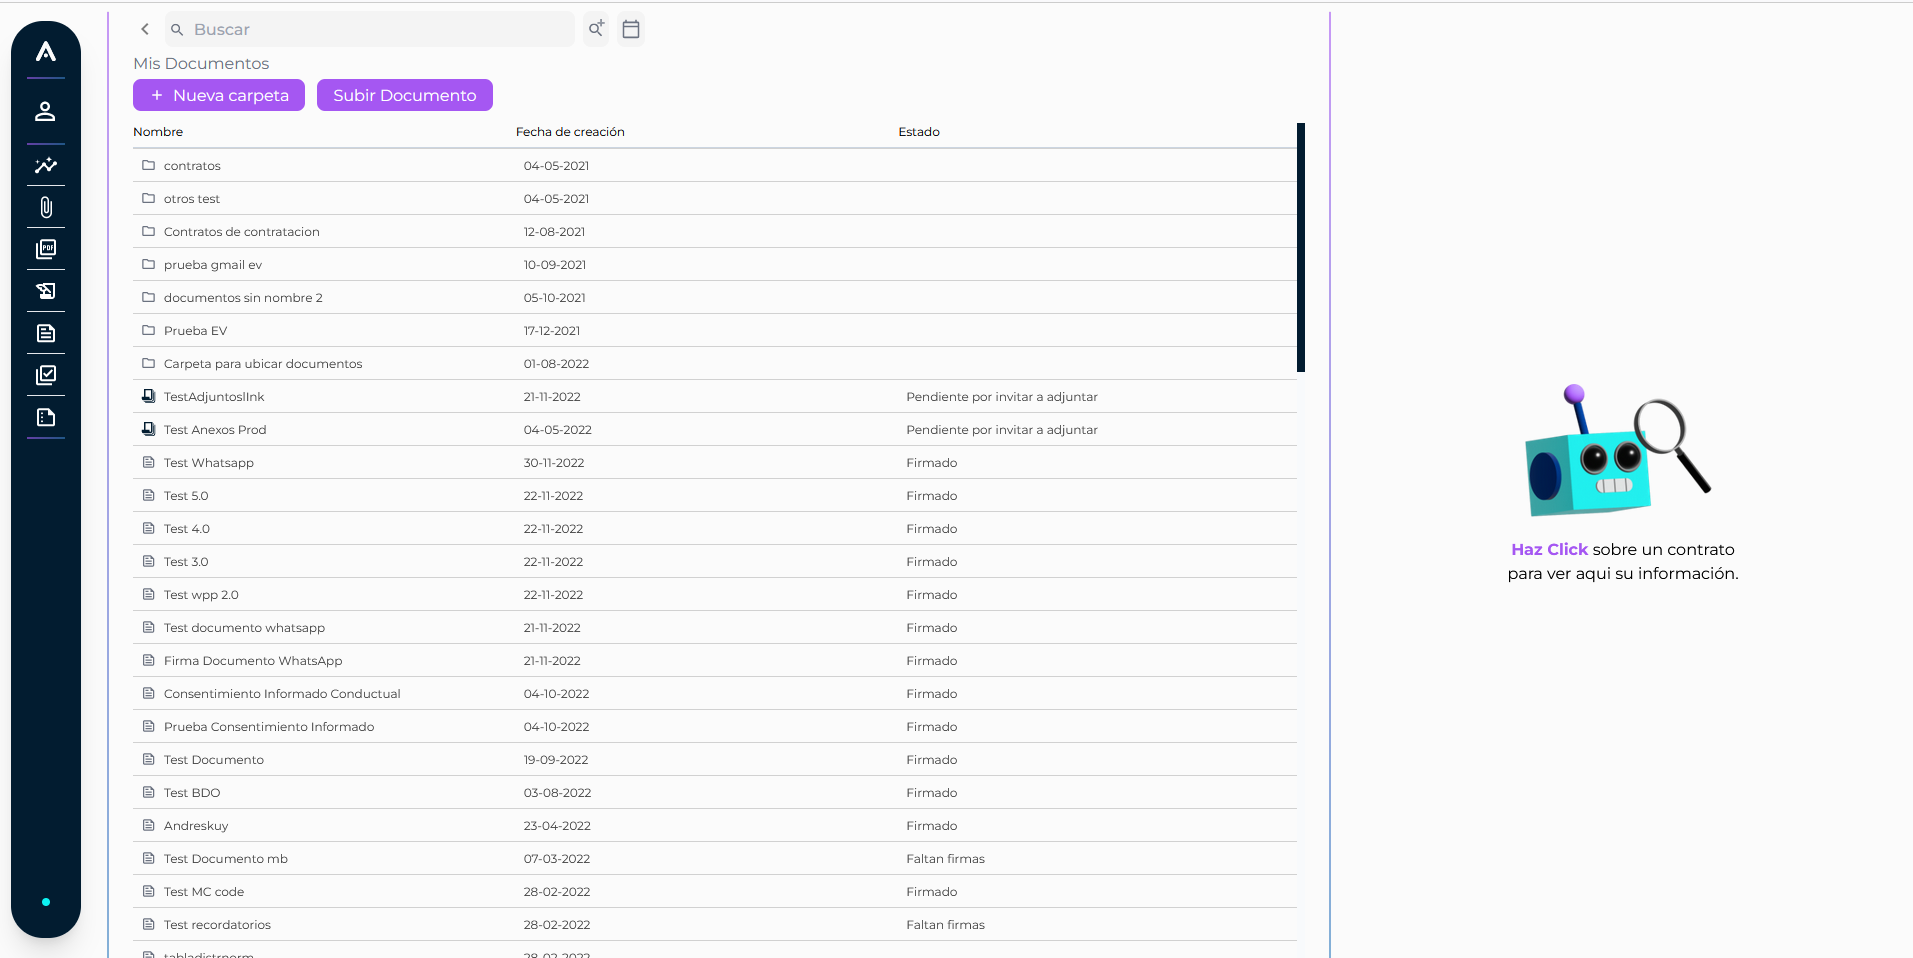 Buscar
Mis Documentos
+ Nueva carpeta Subir Documento
Nombre Fecha de creación Estado
contratos 04-05-2021
otros test 04-05-2021
Contratos de contratacion 12-08-2021
prueba gmail ev 10-09-2021
documentos sin nombre 2 05-10-2021
Prueba EV 17-12-2021
Carpeta para ubicar documentos 01-08-2022
TestAdjuntoslInk 21-11-2022 Pendiente por invitar a adjuntar
Test Anexos Prod 04-05-2022 Pendiente por invitar a adjuntar
Test Whatsapp 30-11-2022 Firmado
Test 5.0 22-11-2022 Firmado
Test 4.0 22-11-2022 Firmado
Test 3.0 22-11-2022 Firmado
Test wpp 2.0 22-11-2022 Firmado
Test documento whatsapp 21-11-2022 Firmado
Firma Documento WhatsApp 21-11-2022 Firmado
Consentimiento Informado Conductual 04-10-2022 Firmado
Prueba Consentimiento Informado 04-10-2022 Firmado
Test Documento 19-09-2022 Firmado
Test BDO 03-08-2022 Firmado
Andreskuy 23-04-2022 Firmado
Test Documento mb 07-03-2022 Faltan firmas
Test MC code 28-02-2022 Firmado
Test recordatorios 28-02-2022 Faltan firmas
28-02-2022
PDF
Haz Click sobre un contrato
para ver aqui su información.